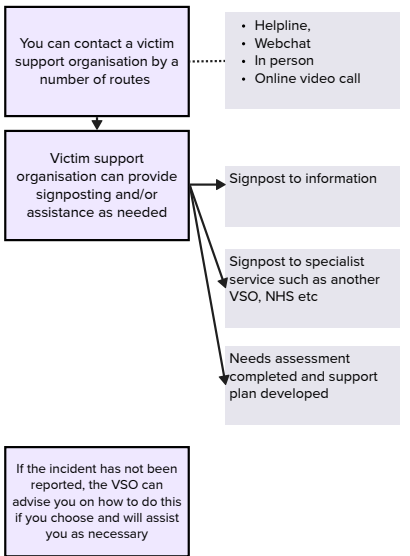 You can contact a victim
support organisation by a
number of routes
• Helpline,
• Webchat
• In person
• Online video call
Victim support
organisation can provide
signposting and/or
assistance as needed
Signpost to information
Signpost to specialist
service such as another
VSO, NHS etc
Needs assessment
completed and support
plan developed
If the incident has not been
reported, the VSO can
advise you on how to do this
if you choose and will assist
you as necessary